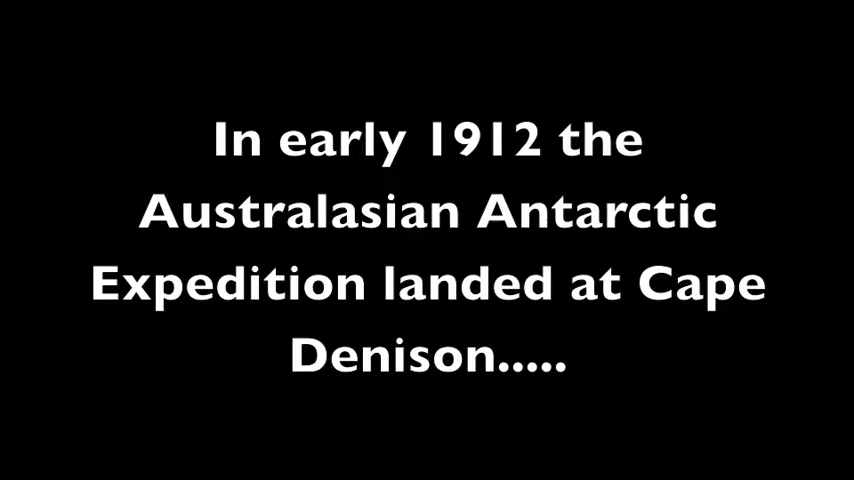 In early 1912 the
Australasian Antarctic
Expedition landed at Cape
Denison.....